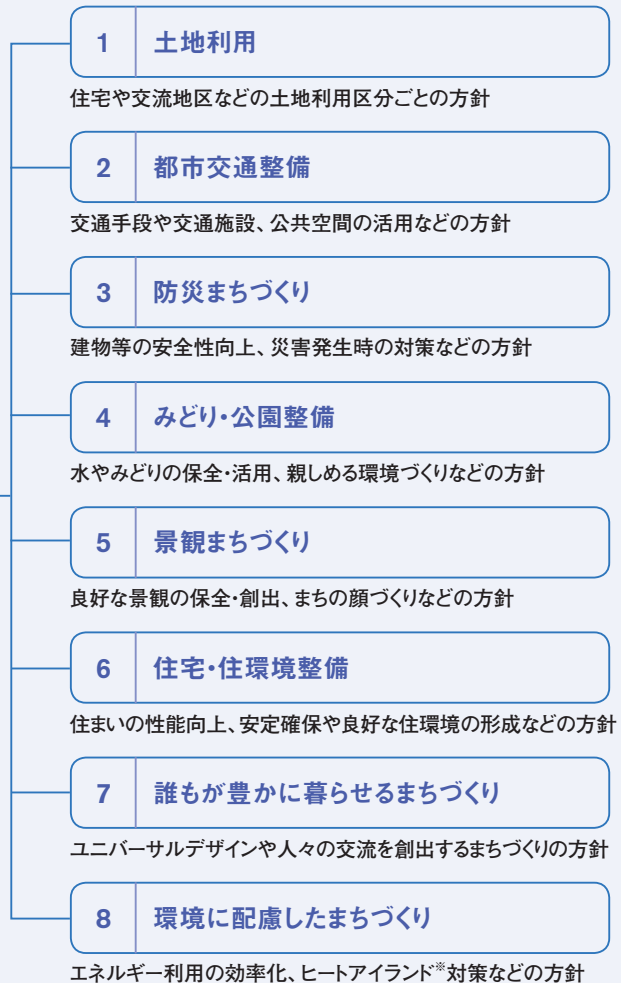 1 土地利用
住宅や交流地区などの土地利用区分ごとの方針
2 都市交通整備
交通手段や交通施設、公共空間の活用などの方針
3 防災まちづくり
建物等の安全性向上、災害発生時の対策などの方針
4 みどり・公園整備
水やみどりの保全・活用、親しめる環境づくりなどの方針
5 景観まちづくり
良好な景観の保全・創出、まちの顔づくりなどの方針
6 住宅・住環境整備
住まいの性能向上、安定確保や良好な住環境の形成などの方針
7 誰もが豊かに暮らせるまちづくり
ユニバーサルデザインや人々の交流を創出するまちづくりの方針
8 環境に配慮したまちづくり
エネルギー利用の効率化、ヒートアイランド※対策などの方針